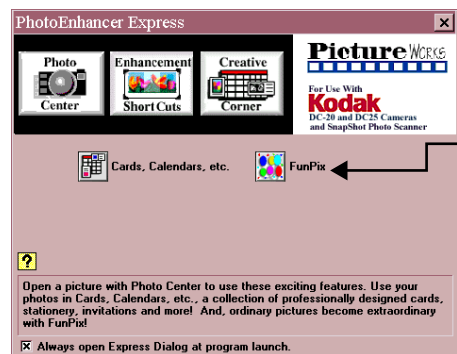 PhotoEnhancer Express
Photo
Center
Enhancement
Short Cuts
Creative
Corner
Picture Works
For Use With
Kodak
DC-20 and DC25 Cameras
and SnapShot Photo Scanner
Cards, Calendars, etc.
FunPix
?
Open a picture with Photo Center to use these exciting features. Use your
photos in Cards, Calendars, etc., a collection of professionally designed cards,
stationery, invitations and more! And, ordinary pictures become extraordinary
with FunPix!
Always open Express Dialog at program launch.